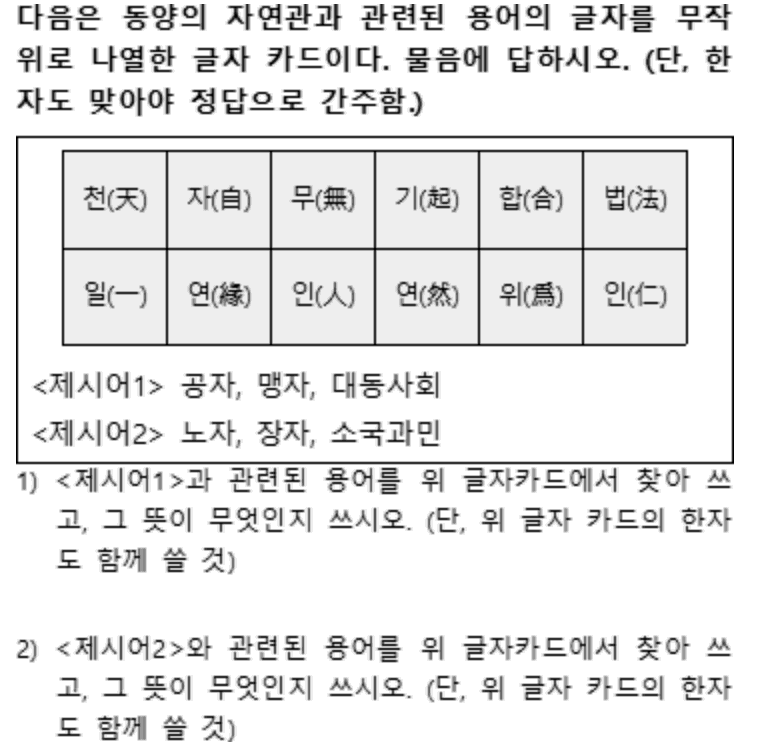 다음은 동양의 자연관과 관련된 용어의 글자를 무작
위로 나열한 글자 카드이다. 물음에 답하시오. (단, 한
자도 맞아야 정답으로 간주함.)
천(天) 자(自) 무(無) 기(起) 합(合) 법(法)
일(一) 연(緣) 인(人) 연(然) 위(爲) 인(仁)
<제시어1> 공자, 맹자, 대동사회
<제시어2> 노자, 장자, 소국과민
1) <제시어1>과 관련된 용어를 위 글자카드에서 찾아 쓰
고, 그 뜻이 무엇인지 쓰시오. (단, 위 글자 카드의 한자
도 함께 쓸 것)
2) <제시어2>와 관련된 용어를 위 글자카드에서 찾아 쓰
고, 그 뜻이 무엇인지 쓰시오. (단, 위 글자 카드의 한자
도 함께 쓸 것)